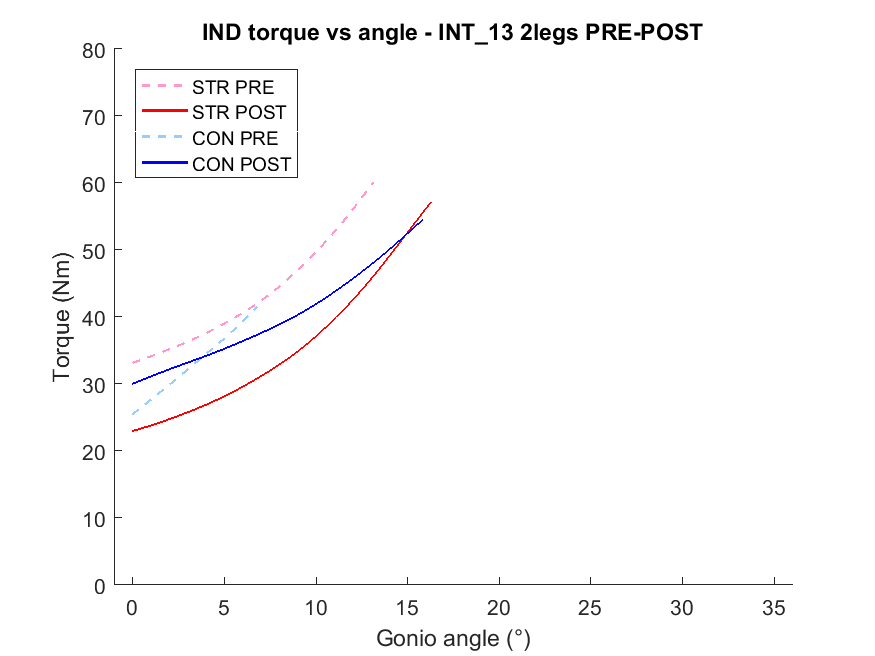 IND torque vs angle - INT_13 2legs PRE-POST
80
70
60
50
40
30
20
10
0
Torque (Nm)
STR PRE
STR POST
CON PRE
CON POST
0 5 10 15 20 25 30 35
Gonio angle (°)